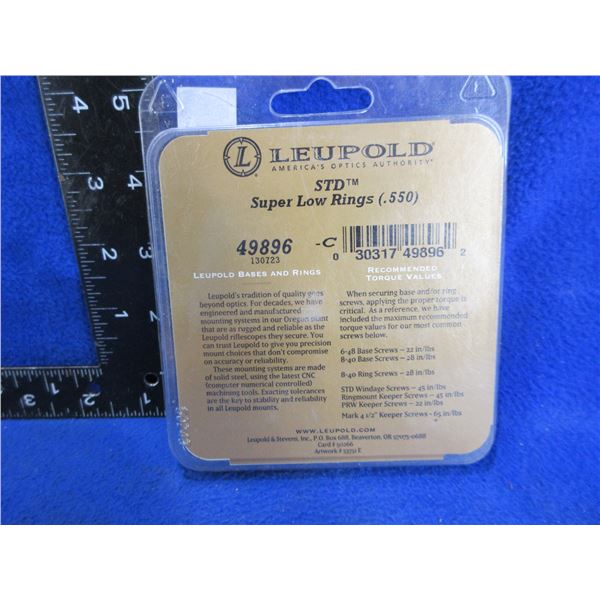 LEUPOLD
AMERICA'S OPTICS AUTHORITY®
STD™
Super Low Rings (.550)
49896 -C
130723
0 30317 49896 2
LEUPOLD BASES AND RINGS
Leupold's tradition of quality goes
beyond optics. For decades, we have
engineered and manufactured
mounting systems in our Oregon plant
that are as rugged and reliable as the
Leupold riflescopes they secure. You
can trust Leupold to give you precision
mount choices that don't compromise
on accuracy or reliability.
These mounting systems are made
of solid steel, using the latest CNC
(computer numerical controlled)
machining tools. Exacting tolerances
are the key to stability and reliability
in all Leupold mounts.
RECOMMENDED
TORQUE VALUES
When securing base and/or ring
screws, applying the proper torque is
critical. As a reference, we have
included the maximum recommended
torque values for our most common
screws below.
6-48 Base Screws – 22 in/lbs
8-40 Base Screws – 28 in/lbs
8-40 Ring Screws – 28 in/lbs
STD Windage Screws – 45 in/lbs
Ringmount Keeper Screws – 45 in/lbs
PRW Keeper Screws – 22 in/lbs
Mark 4 1/2" Keeper Screws – 65 in/lbs
WWW.LEUPOLD.COM
Leupold & Stevens, Inc., P.O. Box 688, Beaverton, OR 97075-0688
Card # 50266
Artwork # 53751 E
4 5
3 4
2 3
1 2
1
3 2
2 1